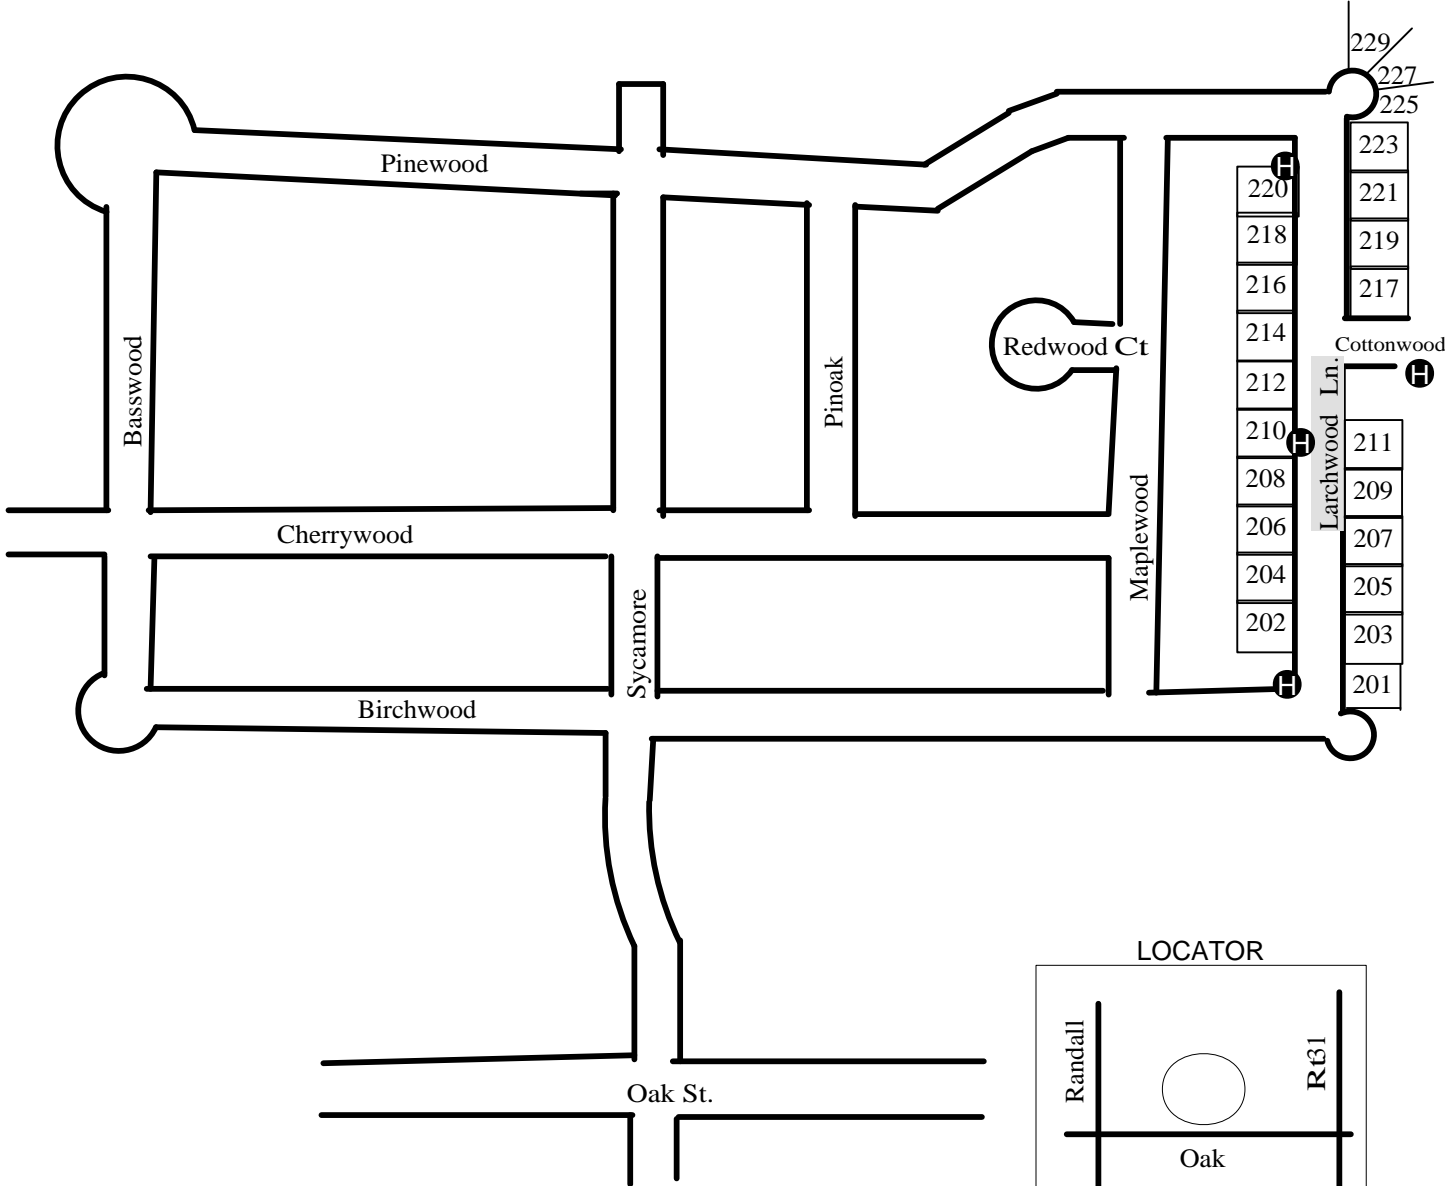 229
227
225
223
221
219
217
Pinewood
220
218
216
214
212
210
208
206
204
202
Redwood Ct
Cottonwood
H
H
H
H
Larchwood Ln.
211
209
207
205
203
201
Basswood
Pinoak
Maplewood
Cherrywood
Sycamore
Birchwood
Oak St.
LOCATOR
Randall
Rt31
Oak